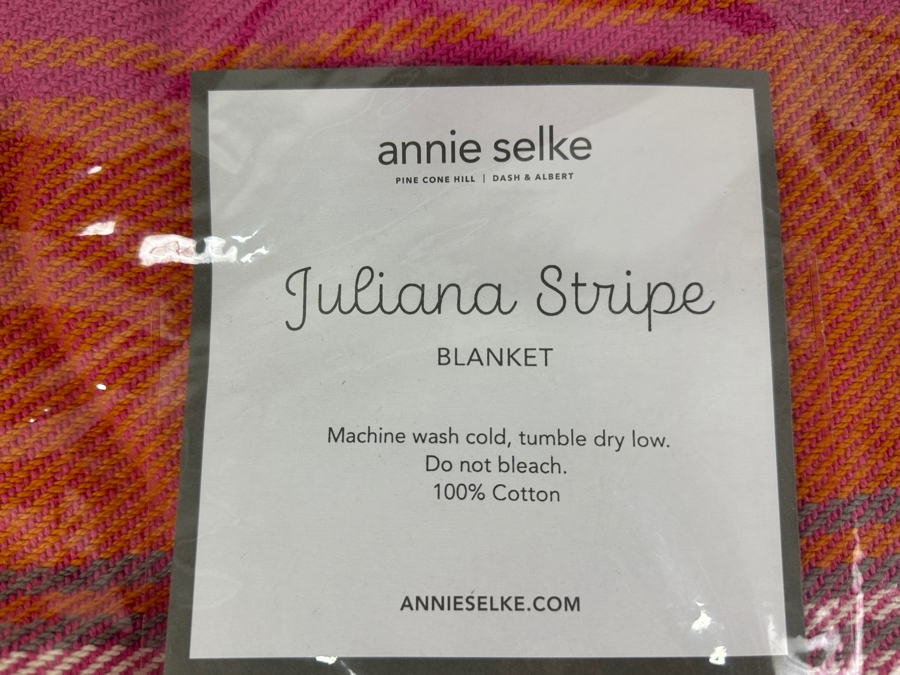 annie selke
PINE CONE HILL | DASH & ALBERT
Juliana Stripe
BLANKET
Machine wash cold, tumble dry low.
Do not bleach.
100% Cotton
ANNIESELKE.COM